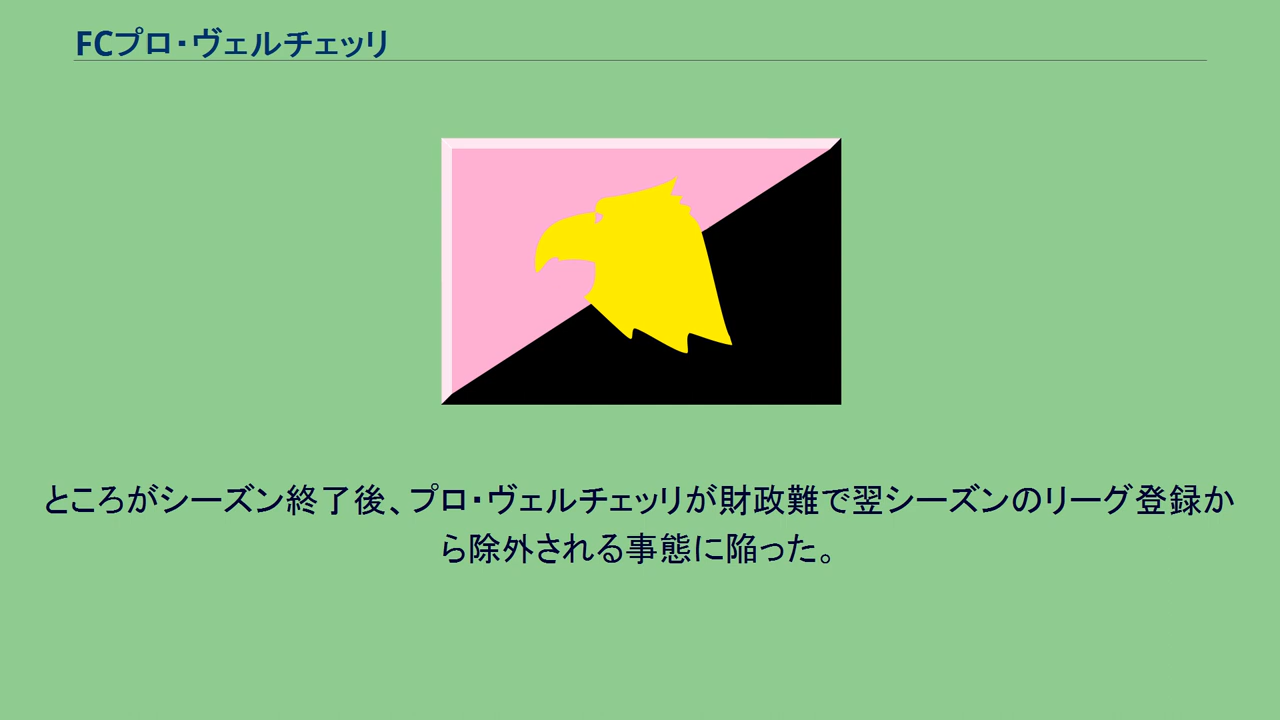 FCプロ・ヴェルチェッリ
ところがシーズン終了後、プロ・ヴェルチェッリが財政難で翌シーズンのリーグ登録か
ら除外される事態に陥った。